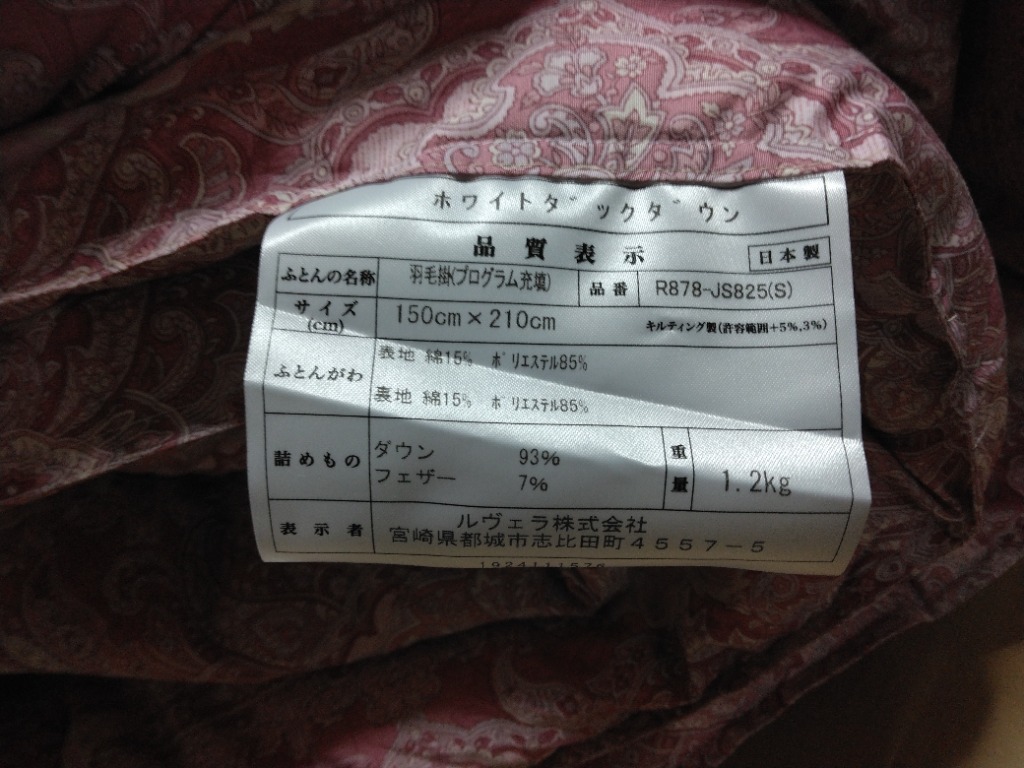 ホワイトダックダウン
品質表示
日本製
ふとんの名称 羽毛掛(プログラム充填) 品番 R878-JS825(S)
サイズ(cm) 150cm×210cm キルティング製(許容範囲+5%,3%)
ふとんがわ 表地 綿15% ポリエステル85%
裏地 綿15% ポリエステル85%
詰めもの ダウン 93%
フェザー 7%
重量 1.2kg
表示者 ルヴェラ株式会社
宮崎県都城市志比田町4557-5